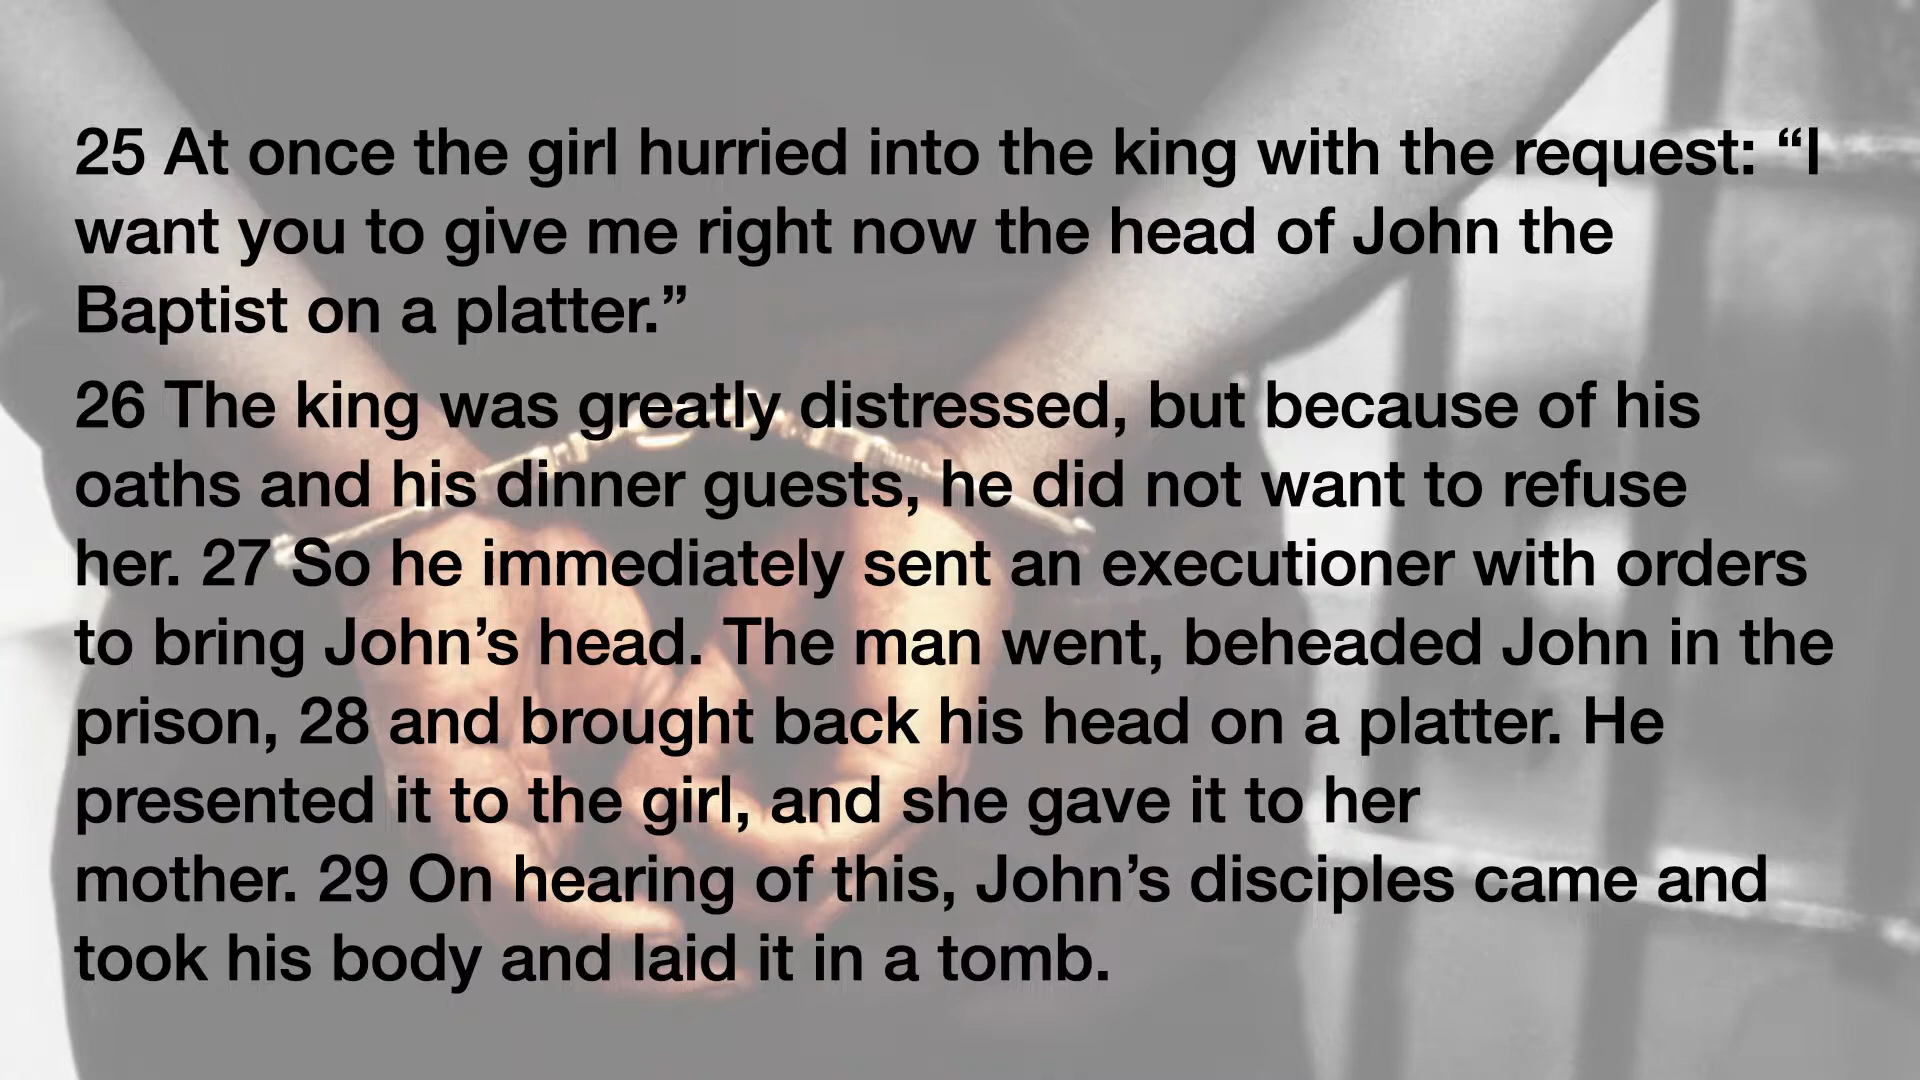 25 At once the girl hurried into the king with the request: “I
want you to give me right now the head of John the
Baptist on a platter.”
26 The king was greatly distressed, but because of his
oaths and his dinner guests, he did not want to refuse
her. 27 So he immediately sent an executioner with orders
to bring John’s head. The man went, beheaded John in the
prison, 28 and brought back his head on a platter. He
presented it to the girl, and she gave it to her
mother. 29 On hearing of this, John’s disciples came and
took his body and laid it in a tomb.